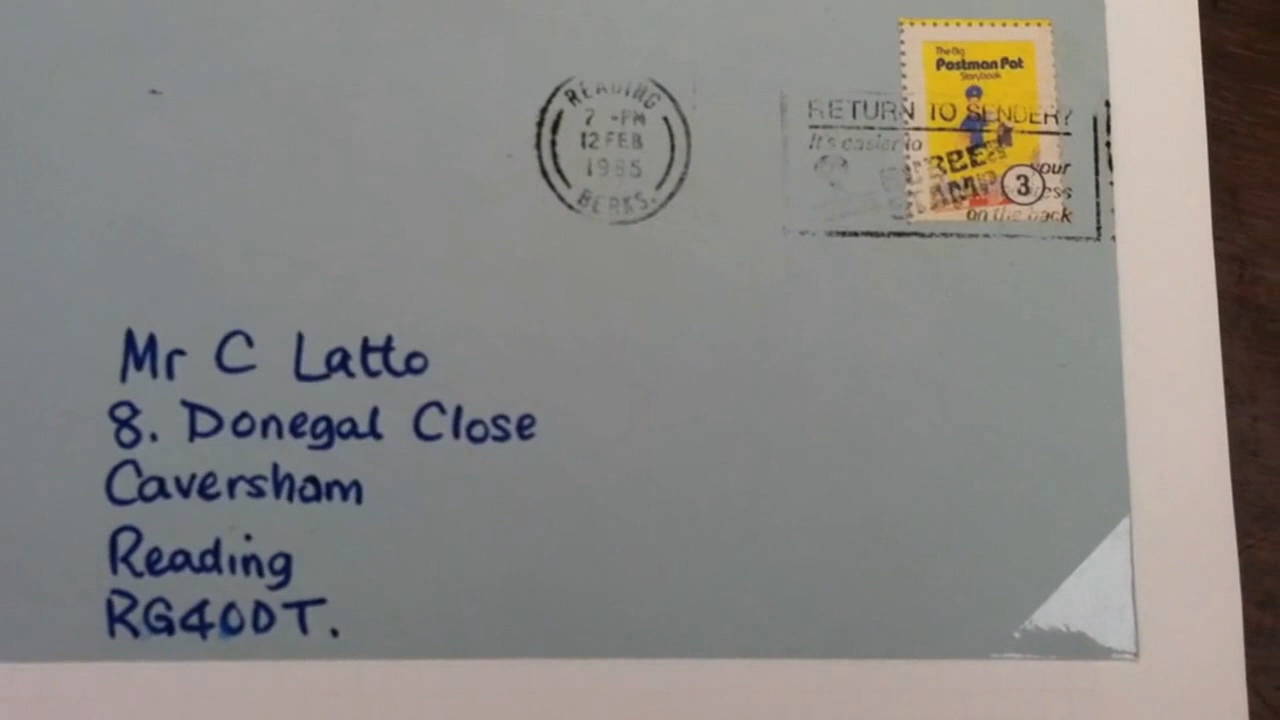 READING
7 -PM
12 FEB
1985
BERKS.
The Big
Postman Pat
Storybook
RETURN TO SENDER?
It's easier to
your
on the back
3
Mr C Latto
8. Donegal Close
Caversham
Reading
RG40DT.